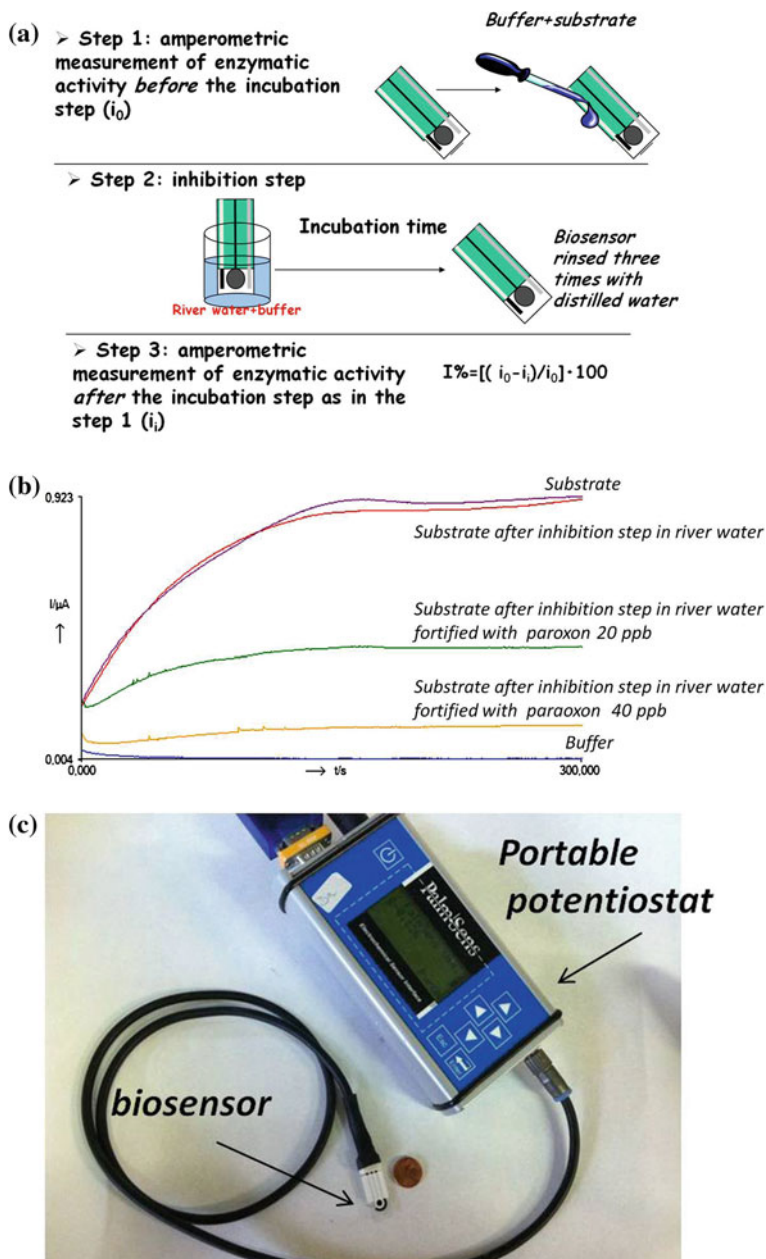 (a)
➢ Step 1: amperometric
measurement of enzymatic
activity before the incubation
step (i0)
Buffer+substrate
➢ Step 2: inhibition step
Incubation time
River water+buffer
Biosensor
rinsed three
times with
distilled water
➢ Step 3: amperometric
measurement of enzymatic activity
after the incubation step as in the
step 1 (ii)
I%=[( i0-ii)/i0]·100
(b)
0.923
I/µA
0.004
0,000
t/s
300,000
Substrate
Substrate after inhibition step in river water
Substrate after inhibition step in river water
fortified with paroxon 20 ppb
Substrate after inhibition step in river water
fortified with paraoxon 40 ppb
Buffer
(c)
Portable
potentiostat
PalmSens
Electrochemical Sensor Interface
Esc
biosensor